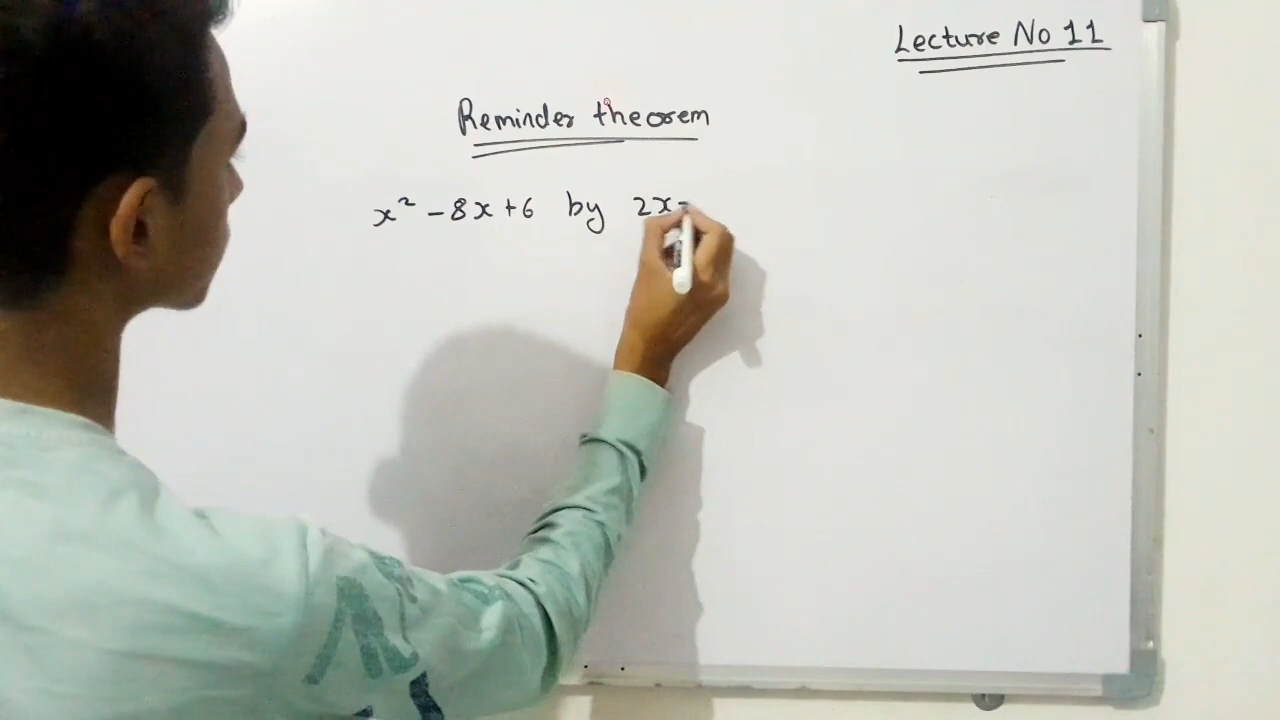 Lecture No 11
Reminder theorem
x² - 8x + 6 by 2x -